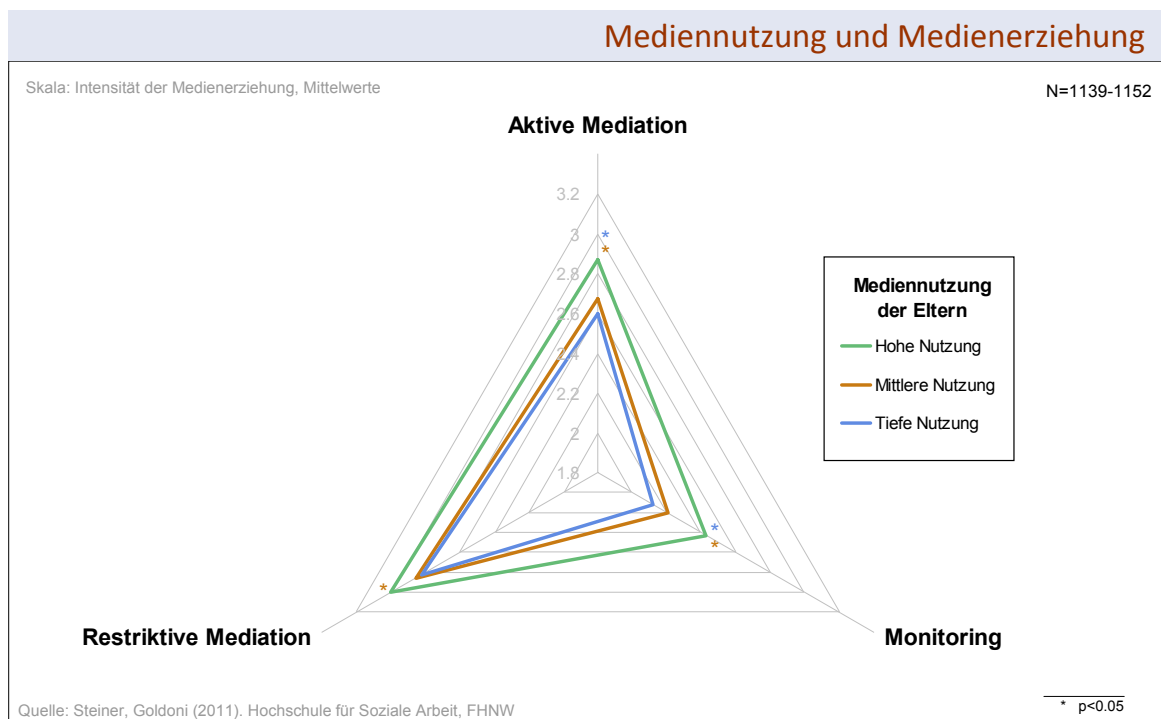 Mediennutzung und Medienerziehung
Skala: Intensität der Medienerziehung, Mittelwerte
N=1139-1152
Aktive Mediation
3.2
3
*
*
2.8
2.6
2.4
2.2
2
1.8
Mediennutzung
der Eltern
Hohe Nutzung
Mittlere Nutzung
Tiefe Nutzung
*
*
*
Restriktive Mediation
Monitoring
Quelle: Steiner, Goldoni (2011). Hochschule für Soziale Arbeit, FHNW
* p<0.05